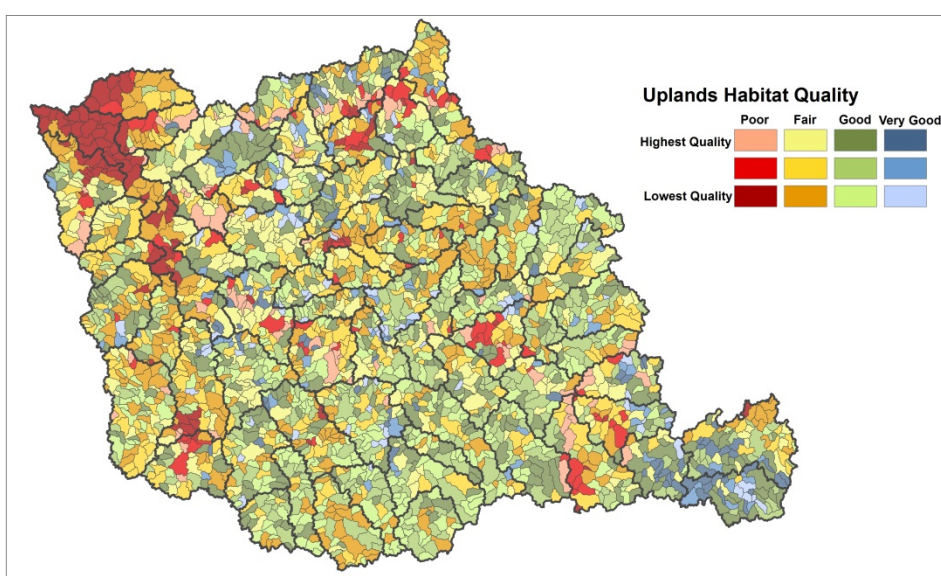 Uplands Habitat Quality
Poor Fair Good Very Good
Highest Quality
Lowest Quality